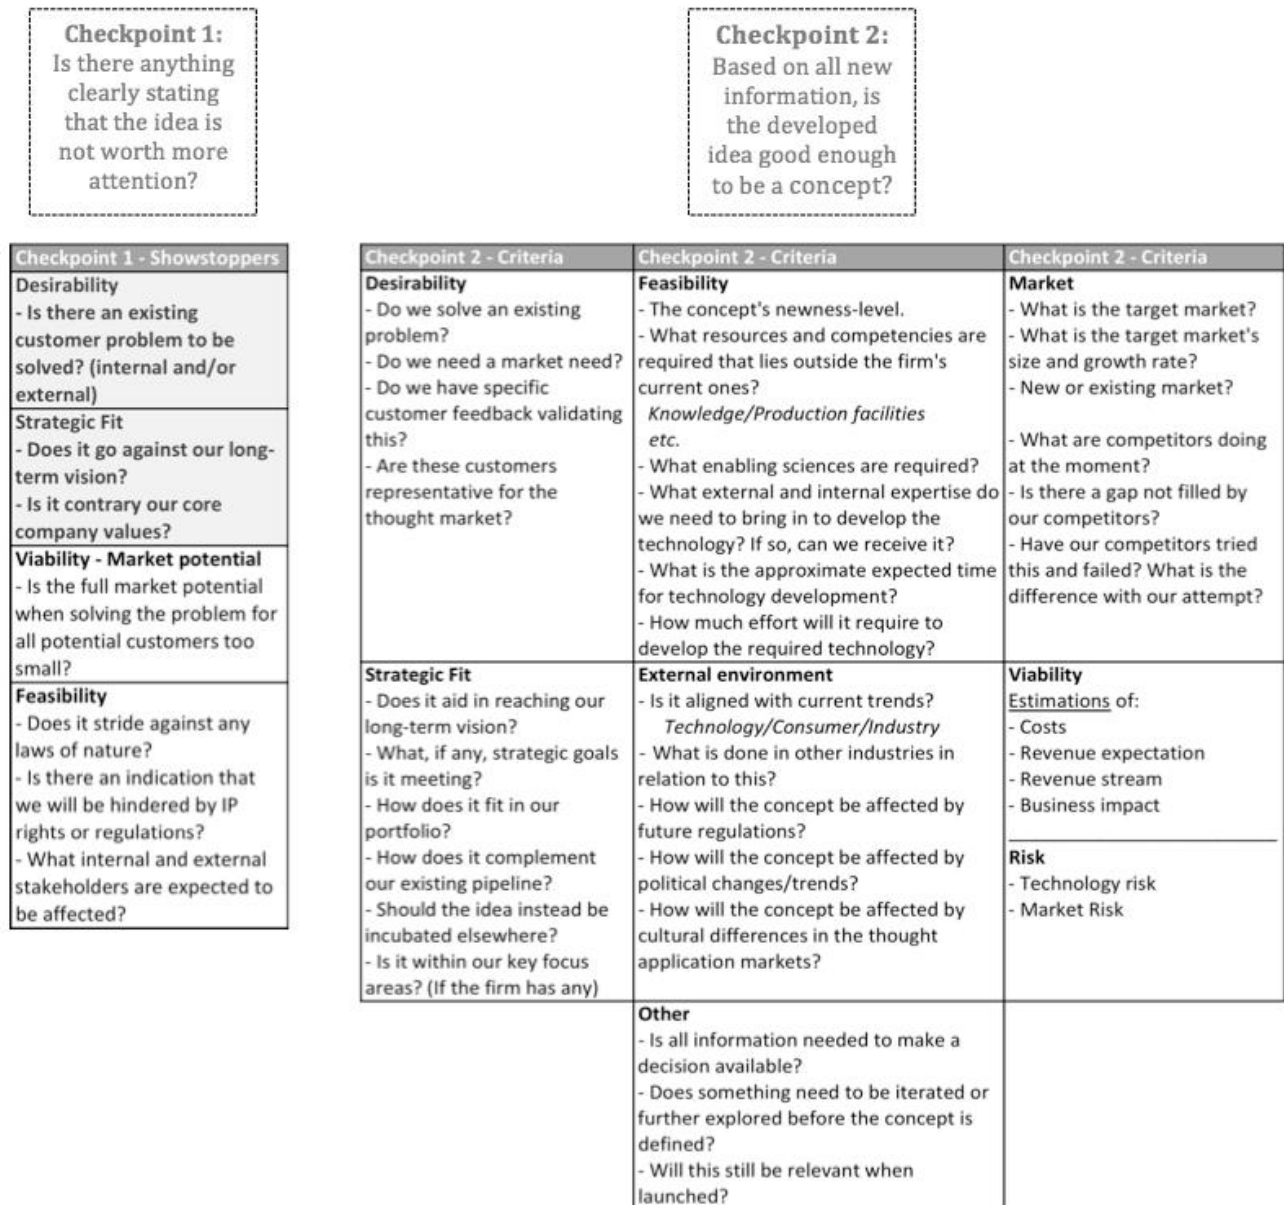 Checkpoint 1:
Is there anything
clearly stating
that the idea is
not worth more
attention?
Checkpoint 2:
Based on all new
information, is
the developed
idea good enough
to be a concept?
Checkpoint 1 - Showstoppers
Desirability
- Is there an existing
customer problem to be
solved? (internal and/or
external)
Strategic Fit
- Does it go against our long-
term vision?
- Is it contrary our core
company values?
Viability - Market potential
- Is the full market potential
when solving the problem for
all potential customers too
small?
Feasibility
- Does it stride against any
laws of nature?
- Is there an indication that
we will be hindered by IP
rights or regulations?
- What internal and external
stakeholders are expected to
be affected?
Checkpoint 2 - Criteria
Desirability
- Do we solve an existing
problem?
- Do we need a market need?
- Do we have specific
customer feedback validating
this?
- Are these customers
representative for the
thought market?
Strategic Fit
- Does it aid in reaching our
long-term vision?
- What, if any, strategic goals
is it meeting?
- How does it fit in our
portfolio?
- How does it complement
our existing pipeline?
- Should the idea instead be
incubated elsewhere?
- Is it within our key focus
areas? (If the firm has any)
Checkpoint 2 - Criteria
Feasibility
- The concept's newness-level.
- What resources and competencies are
required that lies outside the firm's
current ones?
Knowledge/Production facilities
etc.
- What enabling sciences are required?
- What external and internal expertise do
we need to bring in to develop the
technology? If so, can we receive it?
- What is the approximate expected time
for technology development?
- How much effort will it require to
develop the required technology?
External environment
- Is it aligned with current trends?
Technology/Consumer/Industry
- What is done in other industries in
relation to this?
- How will the concept be affected by
future regulations?
- How will the concept be affected by
political changes/trends?
- How will the concept be affected by
cultural differences in the thought
application markets?
Other
- Is all information needed to make a
decision available?
- Does something need to be iterated or
further explored before the concept is
defined?
- Will this still be relevant when
launched?
Checkpoint 2 - Criteria
Market
- What is the target market?
- What is the target market's
size and growth rate?
- New or existing market?
- What are competitors doing
at the moment?
- Is there a gap not filled by
our competitors?
- Have our competitors tried
this and failed? What is the
difference with our attempt?
Viability
Estimations of:
- Costs
- Revenue expectation
- Revenue stream
- Business impact
Risk
- Technology risk
- Market Risk